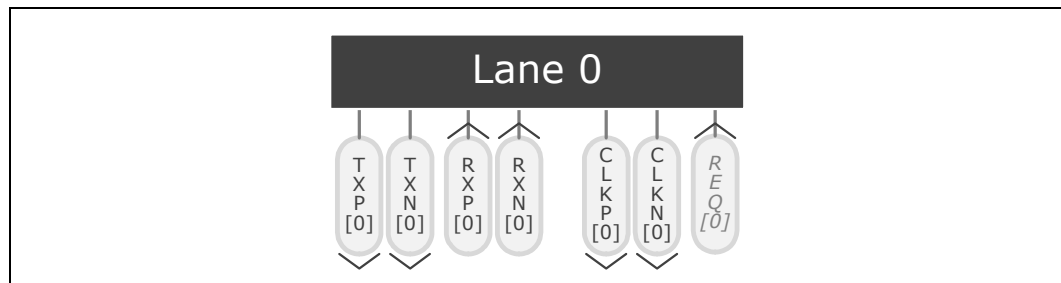 Lane 0
TXP[0]
TXN[0]
RXP[0]
RXN[0]
CLKP[0]
CLKN[0]
REQ[0]